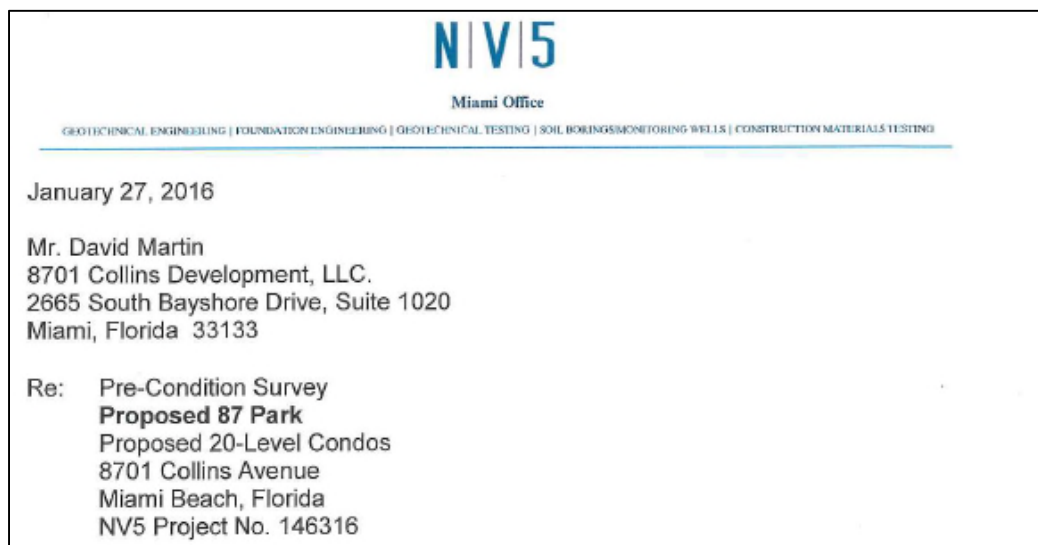 N|V|5
Miami Office
GEOTECHNICAL ENGINEERING | FOUNDATION ENGINEERING | GEOTECHNICAL TESTING | SOIL BORINGS/MONITORING WELLS | CONSTRUCTION MATERIALS TESTING
January 27, 2016
Mr. David Martin
8701 Collins Development, LLC.
2665 South Bayshore Drive, Suite 1020
Miami, Florida 33133
Re: Pre-Condition Survey
Proposed 87 Park
Proposed 20-Level Condos
8701 Collins Avenue
Miami Beach, Florida
NV5 Project No. 146316